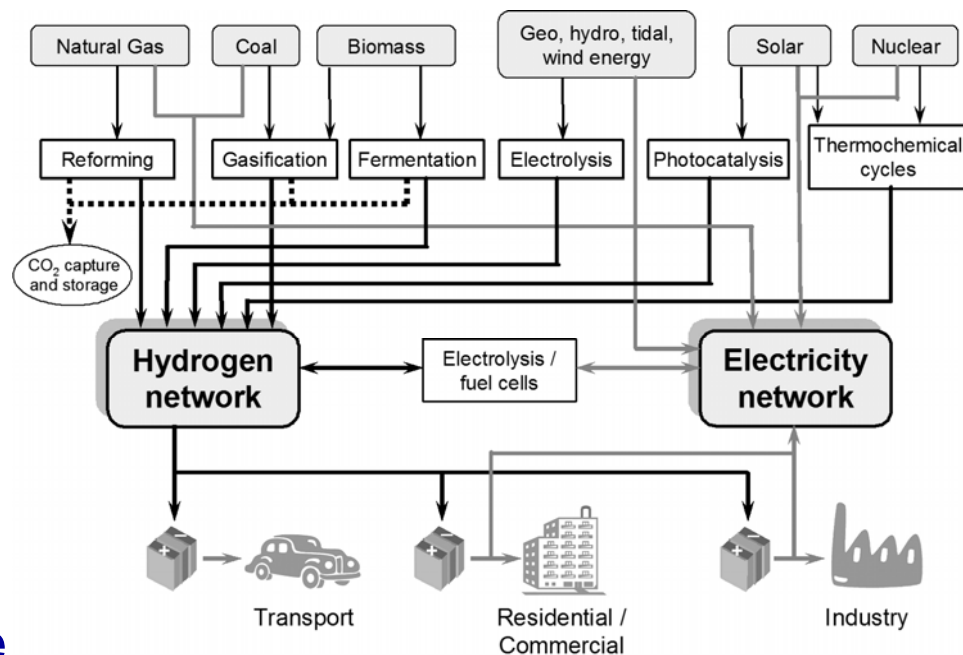 Natural Gas
Coal
Biomass
Geo, hydro, tidal,
wind energy
Solar
Nuclear
Reforming
Gasification
Fermentation
Electrolysis
Photocatalysis
Thermochemical
cycles
CO₂ capture
and storage
Hydrogen
network
Electrolysis /
fuel cells
Electricity
network
+ -
+ -
+ -
Transport
Residential /
Commercial
Industry
e